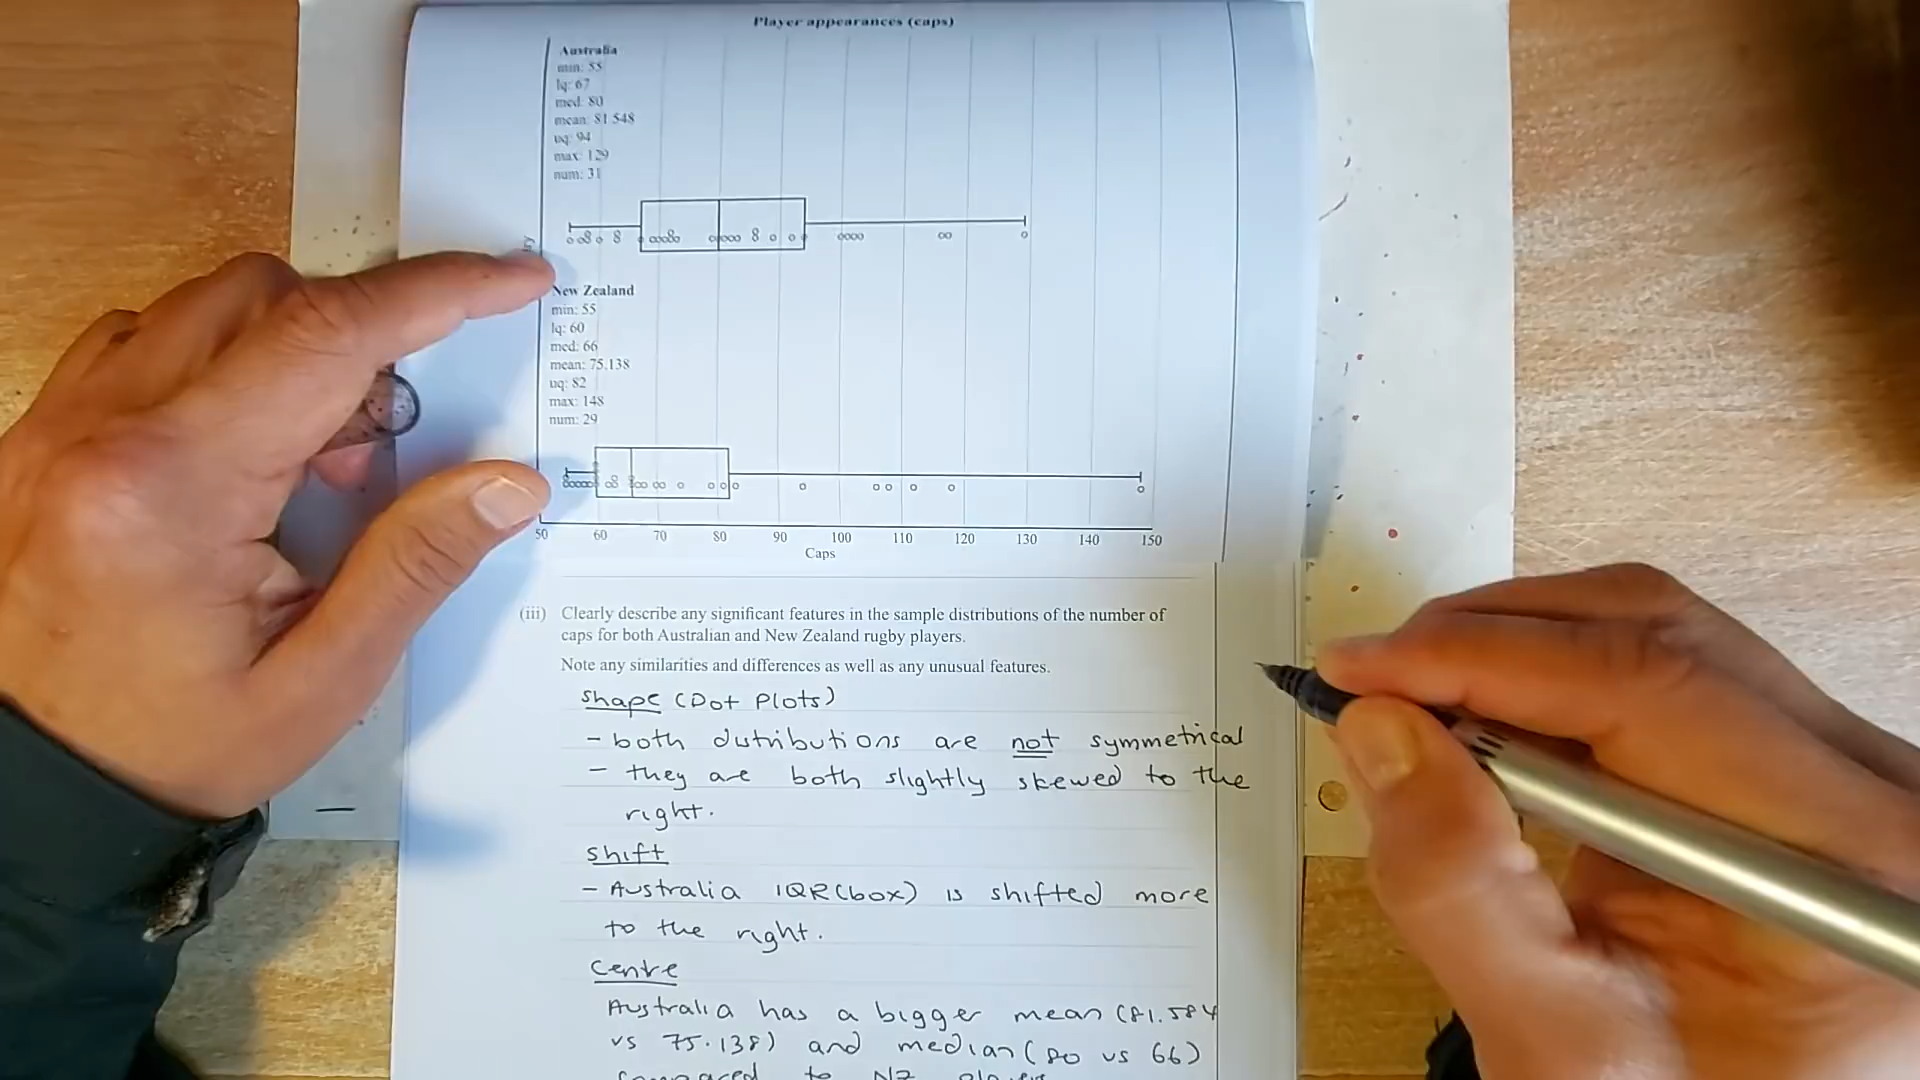 Player appearances (caps)
Australia
min: 55
lq: 67
med: 80
mean: 81.548
uq: 94
max: 129
num: 31
New Zealand
min: 55
lq: 60
med: 66
mean: 75.138
uq: 82
max: 148
num: 29
50 60 70 80 90 100 110 120 130 140 150
Caps
(iii) Clearly describe any significant features in the sample distributions of the number of
caps for both Australian and New Zealand rugby players.
Note any similarities and differences as well as any unusual features.
Shape (Dot Plots)
- both distributions are not symmetrical
- they are both slightly skewed to the
right.
Shift
- Australia IQR (box) is shifted more
to the right.
Centre
Australia has a bigger mean (81.584
vs 75.138) and median (80 vs 66)
compared to NZ players